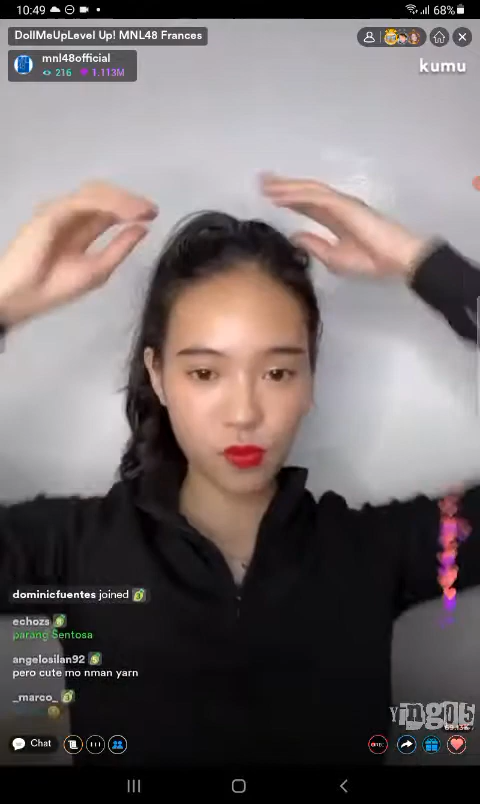 10:49
68%
DollMeUpLevel Up! MNL48 Frances
mnl48official
216 1.113M
kumu
dominicfuentes joined
echozs
parang Sentosa
angelosilan92
pero cute mo nman yarn
_marco_
Chat